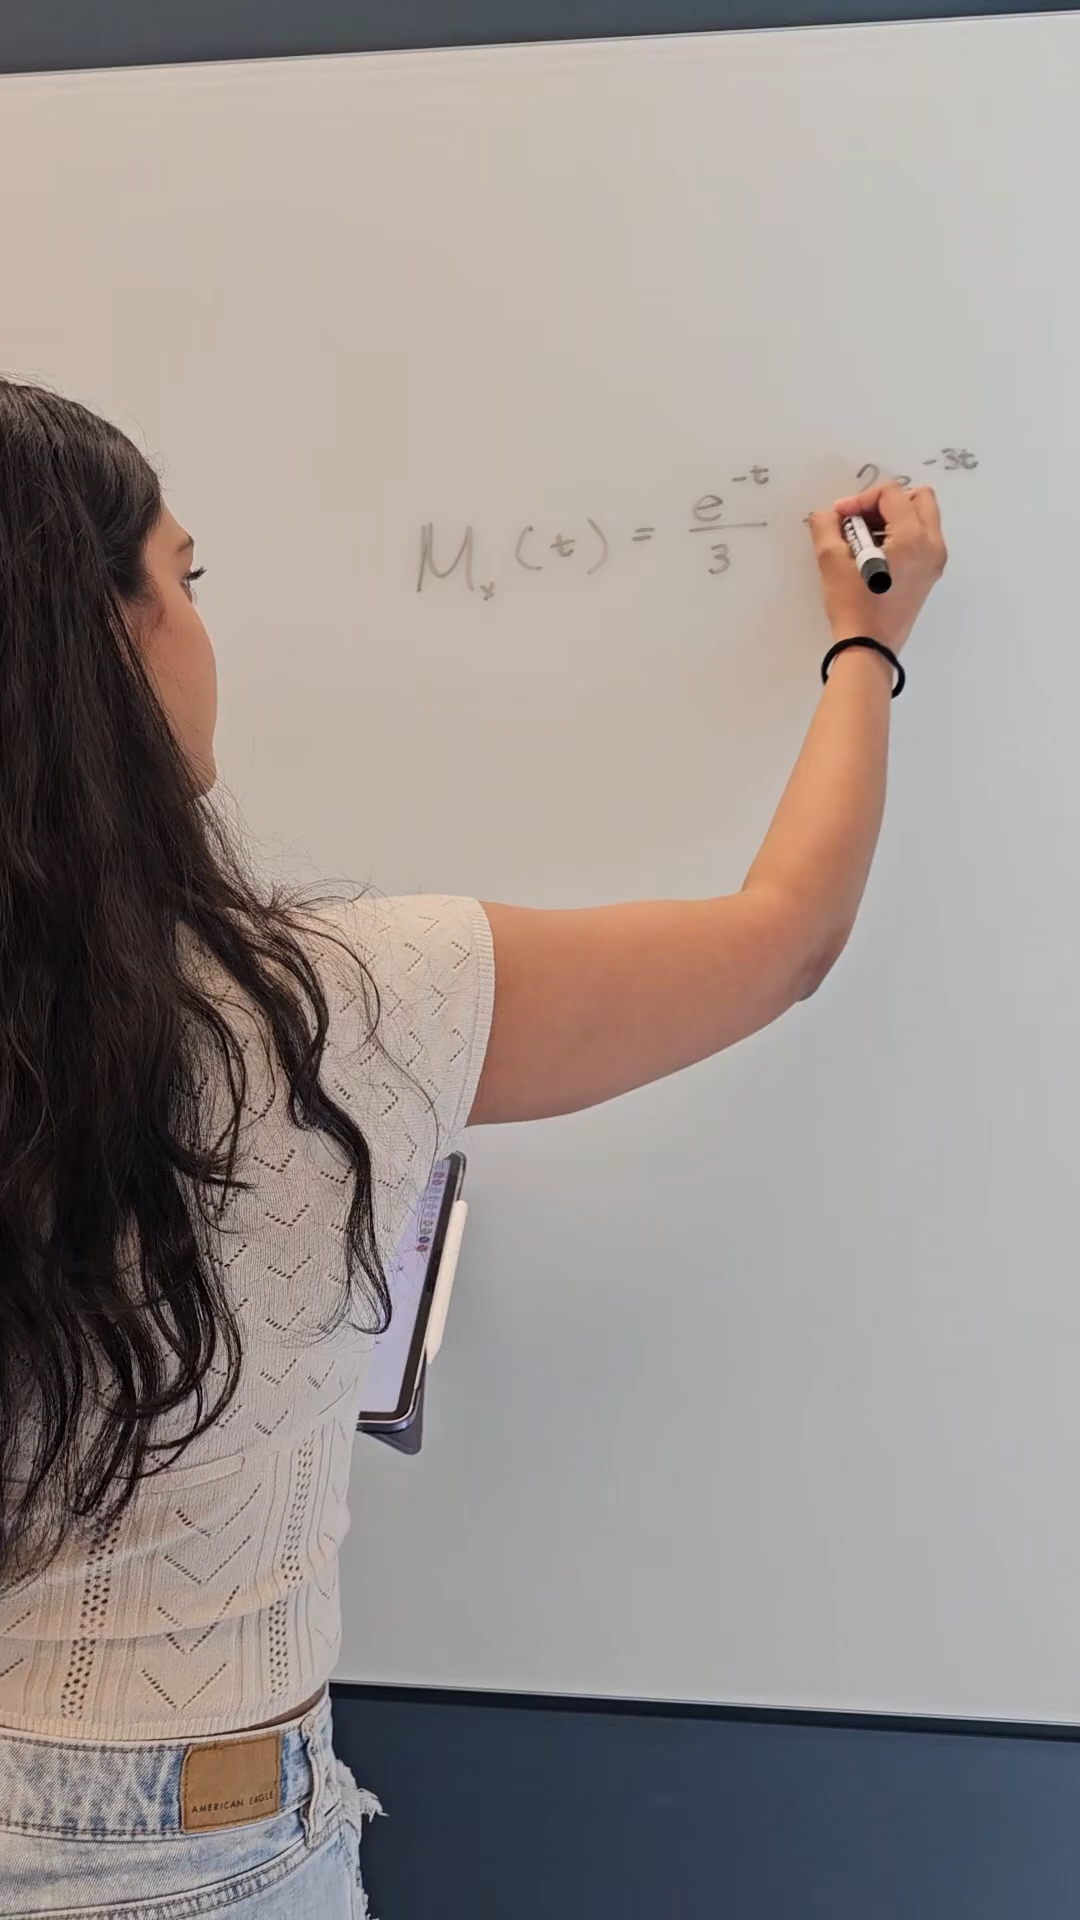 Mₓ(t) = e^-t/3 2e^-3t
AMERICAN EAGLE